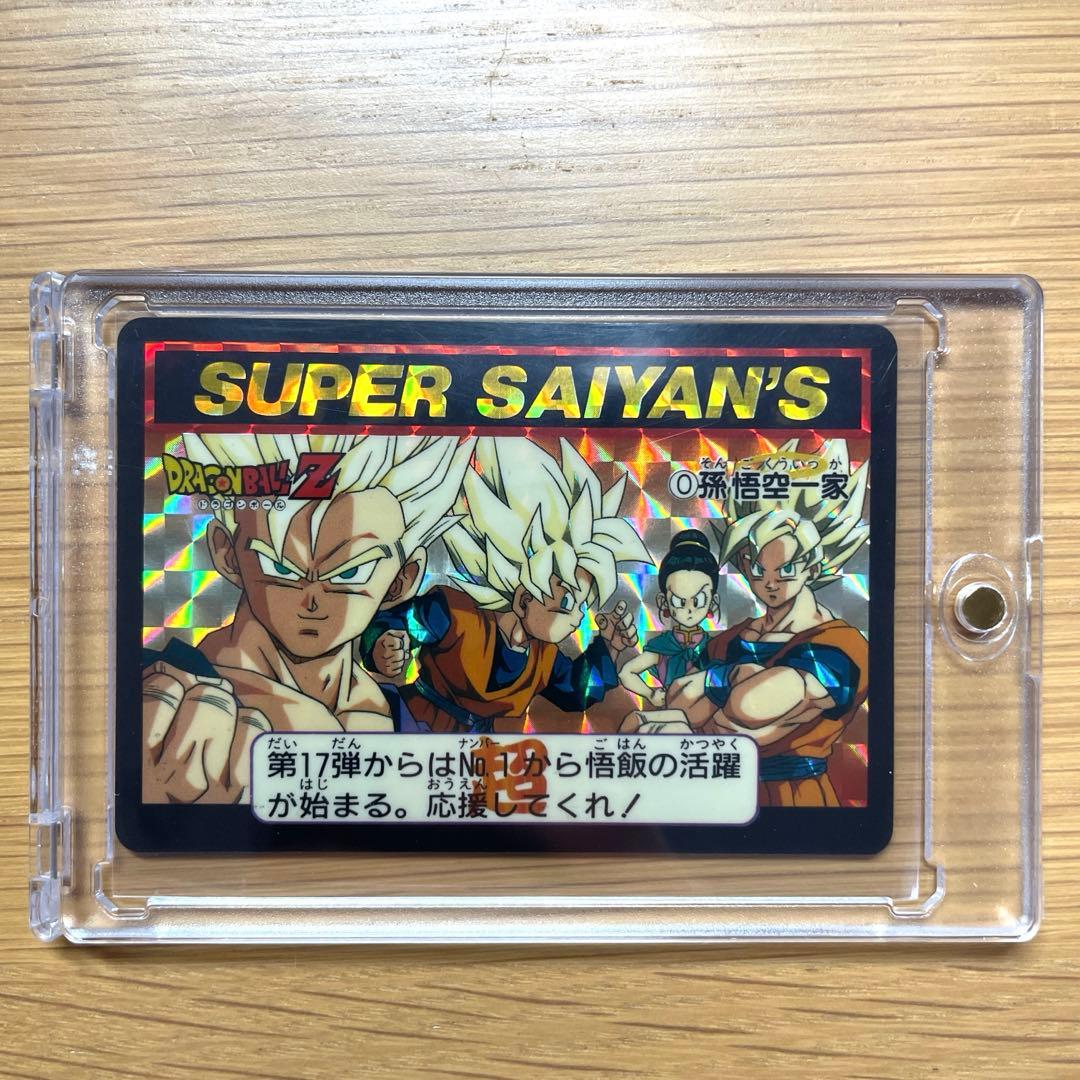 SUPER SAIYAN'S
DRAGON BALL Z
ドラゴンボール
そんごくういっか
0孫悟空一家
だい だん ナンバー ごはん かつやく
第17弾からはNo.1から悟飯の活躍
はじ おうえん
が始まる。応援してくれ!
超